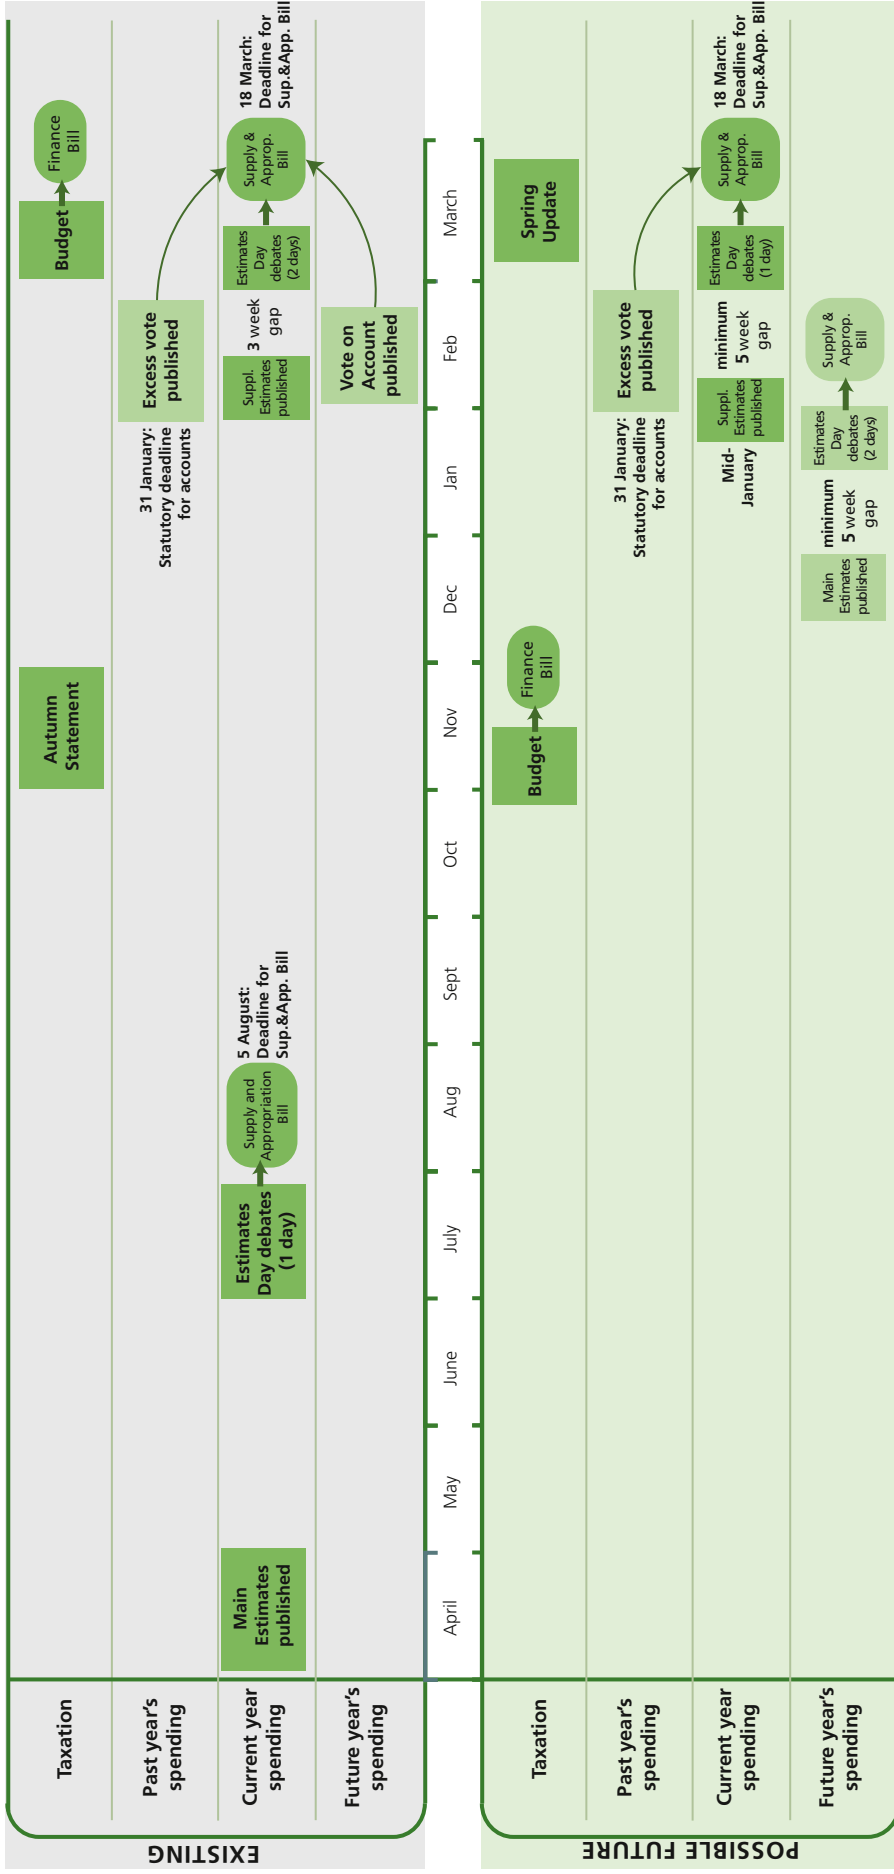 EXISTING
Taxation
Autumn
Statement
Budget
Finance
Bill
Past year's
spending
31 January:
Statutory deadline
for accounts
Excess vote
published
Current year
spending
Main
Estimates
published
Estimates
Day debates
(1 day)
Supply and
Appropriation
Bill
5 August:
Deadline for
Sup.&App. Bill
Suppl.
Estimates
published
3 week
gap
Estimates
Day
debates
(2 days)
Supply &
Approp.
Bill
18 March:
Deadline for
Sup.&App. Bill
Future year's
spending
Vote on
Account
published
April
May
June
July
Aug
Sept
Oct
Nov
Dec
Jan
Feb
March
POSSIBLE FUTURE
Taxation
Budget
Finance
Bill
Spring
Update
Past year's
spending
31 January:
Statutory deadline
for accounts
Excess vote
published
Current year
spending
Mid-
January
Suppl.
Estimates
published
minimum
5 week
gap
Estimates
Day
debates
(1 day)
Supply &
Approp.
Bill
18 March:
Deadline for
Sup.&App. Bill
Future year's
spending
Main
Estimates
published
minimum
5 week
gap
Estimates
Day
debates
(2 days)
Supply &
Approp.
Bill